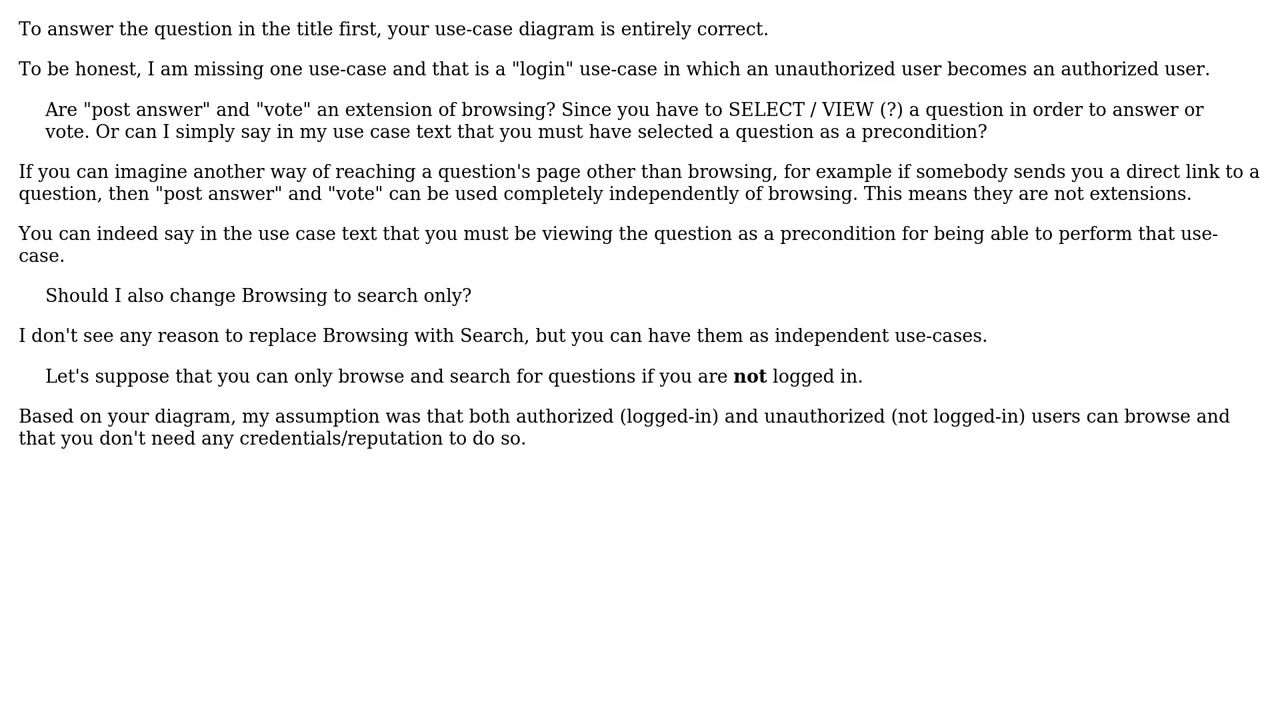 To answer the question in the title first, your use-case diagram is entirely correct.
To be honest, I am missing one use-case and that is a "login" use-case in which an unauthorized user becomes an authorized user.
Are "post answer" and "vote" an extension of browsing? Since you have to SELECT / VIEW (?) a question in order to answer or
vote. Or can I simply say in my use case text that you must have selected a question as a precondition?
If you can imagine another way of reaching a question's page other than browsing, for example if somebody sends you a direct link to a
question, then "post answer" and "vote" can be used completely independently of browsing. This means they are not extensions.
You can indeed say in the use case text that you must be viewing the question as a precondition for being able to perform that use-
case.
Should I also change Browsing to search only?
I don't see any reason to replace Browsing with Search, but you can have them as independent use-cases.
Let's suppose that you can only browse and search for questions if you are not logged in.
Based on your diagram, my assumption was that both authorized (logged-in) and unauthorized (not logged-in) users can browse and
that you don't need any credentials/reputation to do so.